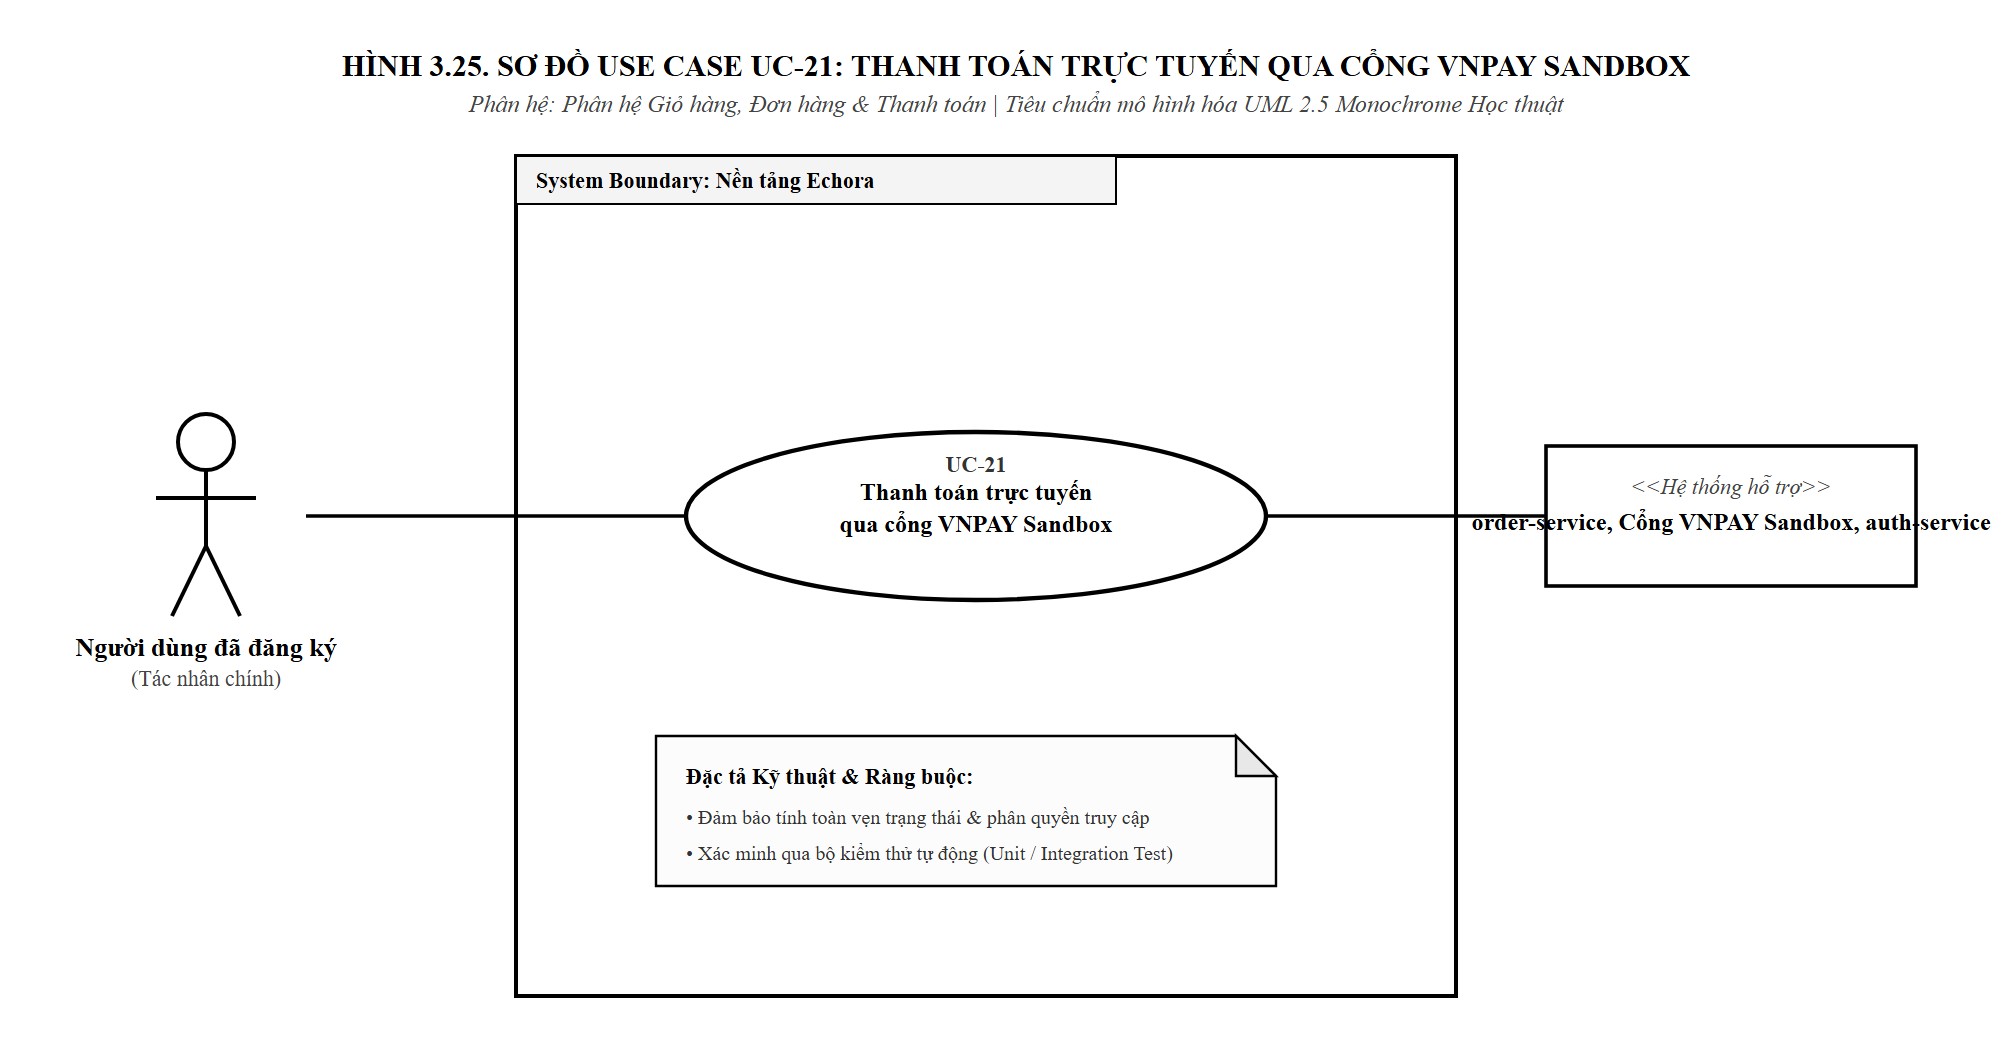 HÌNH 3.25. SƠ ĐỒ USE CASE UC-21: THANH TOÁN TRỰC TUYẾN QUA CỔNG VNPAY SANDBOX
Phân hệ: Phân hệ Giỏ hàng, Đơn hàng & Thanh toán | Tiêu chuẩn mô hình hóa UML 2.5 Monochrome Học thuật
System Boundary: Nền tảng Echora
UC-21
Thanh toán trực tuyến
qua cổng VNPAY Sandbox
<<Hệ thống hỗ trợ>>
order-service, Cổng VNPAY Sandbox, auth-service
Người dùng đã đăng ký
(Tác nhân chính)
Đặc tả Kỹ thuật & Ràng buộc:
• Đảm bảo tính toàn vẹn trạng thái & phân quyền truy cập
• Xác minh qua bộ kiểm thử tự động (Unit / Integration Test)